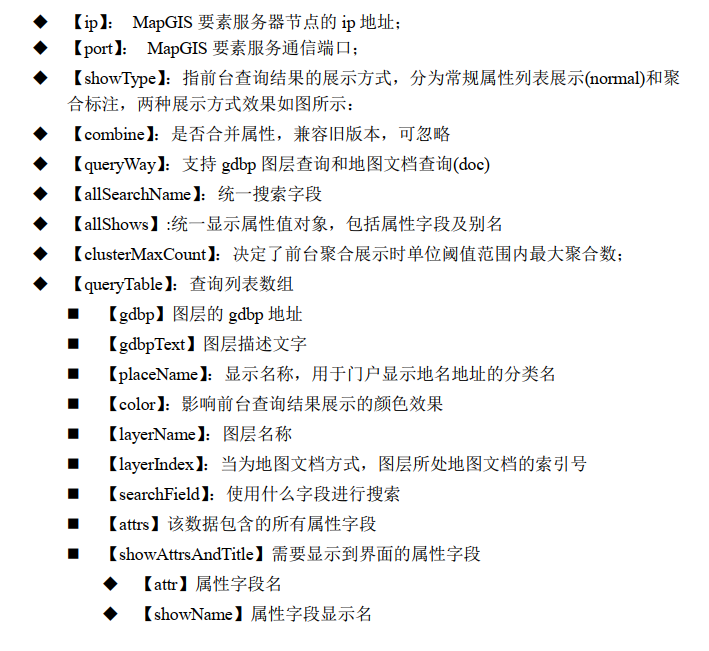 ◆ 【ip】： MapGIS 要素服务器节点的 ip 地址；
◆ 【port】： MapGIS 要素服务通信端口；
◆ 【showType】：指前台查询结果的展示方式，分为常规属性列表展示(normal)和聚
合标注，两种展示方式效果如图所示：
◆ 【combine】：是否合并属性，兼容旧版本，可忽略
◆ 【queryWay】：支持 gdbp 图层查询和地图文档查询(doc)
◆ 【allSearchName】：统一搜索字段
◆ 【allShows】:统一显示属性值对象，包括属性字段及别名
◆ 【clusterMaxCount】：决定了前台聚合展示时单位阈值范围内最大聚合数；
◆ 【queryTable】：查询列表数组
■ 【gdbp】图层的 gdbp 地址
■ 【gdbpText】图层描述文字
■ 【placeName】：显示名称，用于门户显示地名地址的分类名
■ 【color】：影响前台查询结果展示的颜色效果
■ 【layerName】：图层名称
■ 【layerIndex】：当为地图文档方式，图层所处地图文档的索引号
■ 【searchField】：使用什么字段进行搜索
■ 【attrs】该数据包含的所有属性字段
■ 【showAttrsAndTitle】需要显示到界面的属性字段
◆ 【attr】属性字段名
◆ 【showName】属性字段显示名